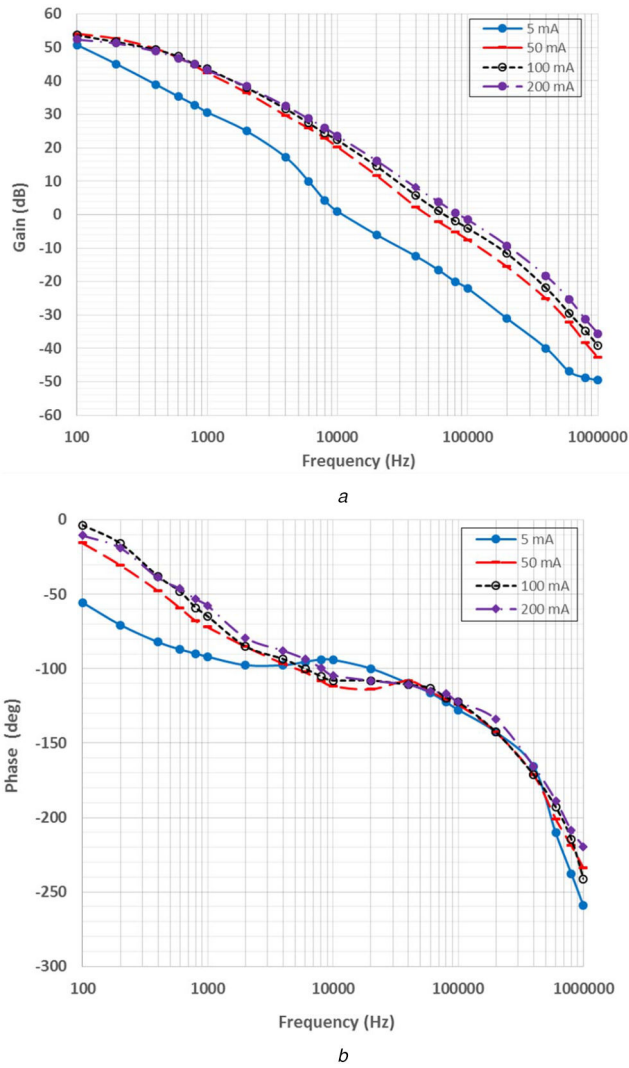 60
50
40
30
20
10
0
-10
-20
-30
-40
-50
-60
Gain (dB)
5 mA
50 mA
100 mA
200 mA
100 1000 10000 100000 1000000
Frequency (Hz)
a
0
-50
-100
-150
-200
-250
-300
Phase (deg)
5 mA
50 mA
100 mA
200 mA
100 1000 10000 100000 1000000
Frequency (Hz)
b